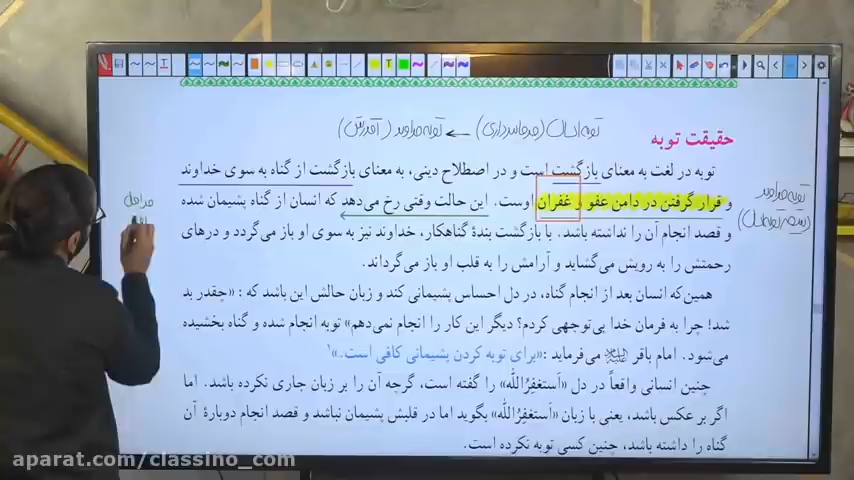 توبه انسان (فرمانبرداری) ← توبه خداوند (آمرزش)
حقیقت توبه
توبه در لغت به معنای بازگشت است و در اصطلاح دینی، به معنای بازگشت از گناه به سوی خداوند
و قرار گرفتن در دامن عفو و غفران اوست. این حالت وقتی رخ می‌دهد که انسان از گناه پشیمان شده
و قصد انجام آن را نداشته باشد. با بازگشت بندهٔ گناهکار، خداوند نیز به سوی او باز می‌گردد و درهای
رحمتش را به رویش می‌گشاید و آرامش را به قلب او باز می‌گرداند.
همین‌که انسان بعد از انجام گناه، در دل احساس پشیمانی کند و زبان حالش این باشد که : «چقدر بد
شد! چرا به فرمان خدا بی‌توجهی کردم؟ دیگر این کار را انجام نمی‌دهم» توبه انجام شده و گناه بخشیده
می‌شود. امام باقر علیه السلام می‌فرماید : «برای توبه کردن پشیمانی کافی است.»۱
چنین انسانی واقعاً در دل «اَستَغفِرُاللّٰه» را گفته است، گرچه آن را بر زبان جاری نکرده باشد. اما
اگر بر عکس باشد، یعنی با زبان «اَستَغفِرُاللّٰه» بگوید اما در قلبش پشیمان نباشد و قصد انجام دوبارهٔ آن
گناه را داشته باشد، چنین کسی توبه نکرده است.
توبه خداوند
مراحل
aparat.com/classino_com